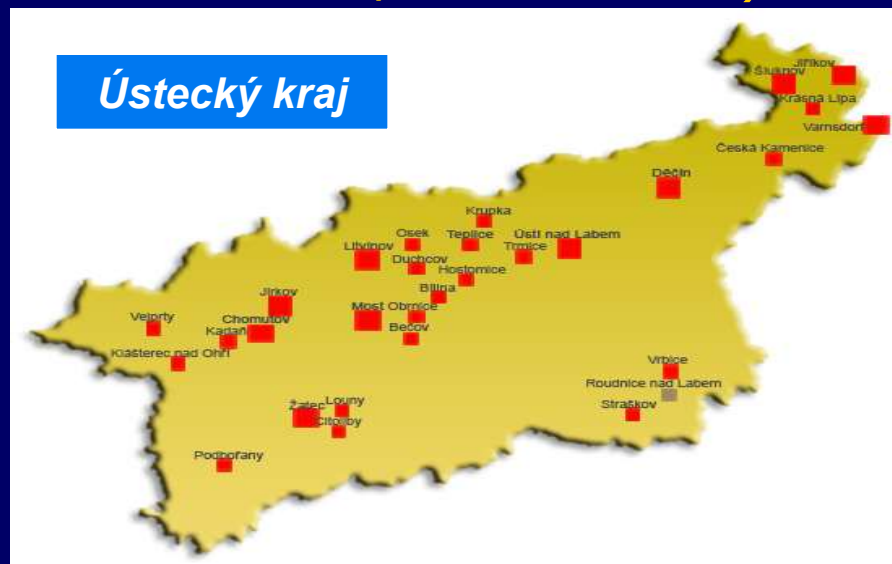 Ústecký kraj
Jiříkov
Šluknov
Krásná Lípa
Varnsdorf
Česká Kamenice
Děčín
Krupka
Osek
Teplice
Ústí nad Labem
Litvínov
Trmice
Duchcov
Hostomice
Bílina
Jirkov
Most
Obrnice
Vejprty
Chomutov
Kadaň
Bečov
Klášterec nad Ohří
Vrbice
Roudnice nad Labem
Louny
Straškov
Žatec
Podbořany